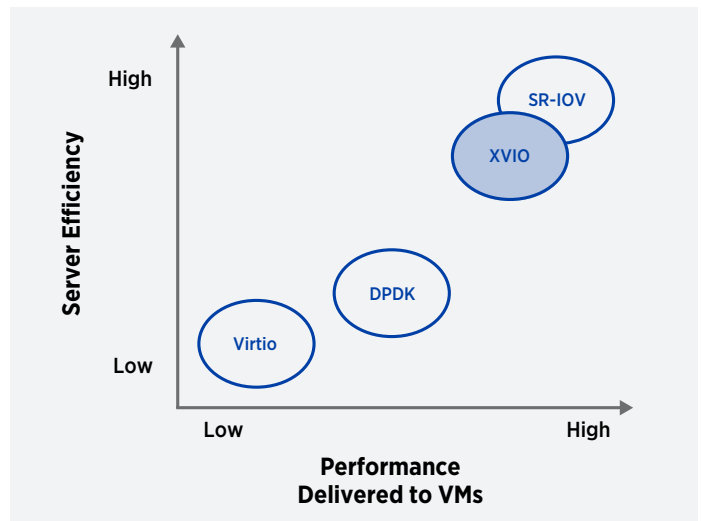 High
SR-IOV
XVIO
Server Efficiency
DPDK
Virtio
Low
Low
High
Performance
Delivered to VMs